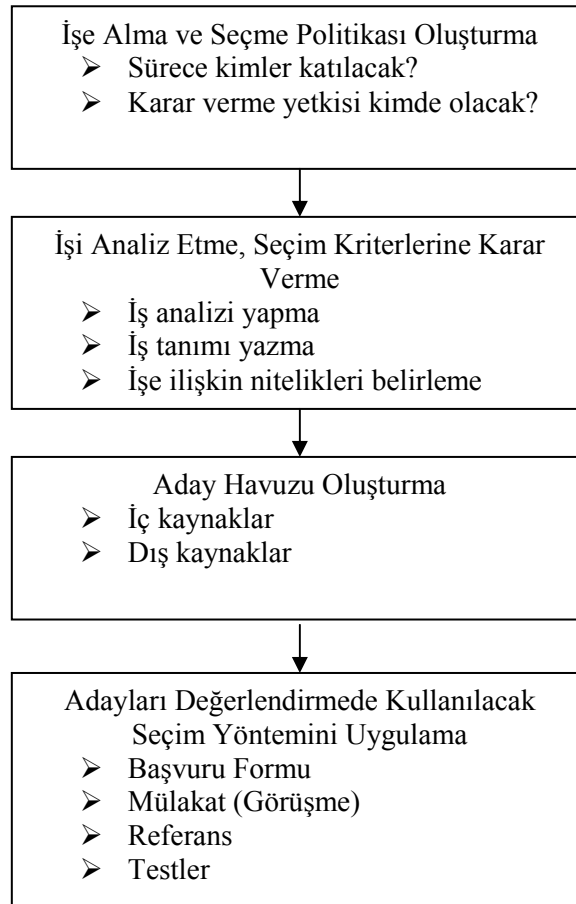 İşe Alma ve Seçme Politikası Oluşturma
➢ Sürece kimler katılacak?
➢ Karar verme yetkisi kimde olacak?
İşi Analiz Etme, Seçim Kriterlerine Karar
Verme
➢ İş analizi yapma
➢ İş tanımı yazma
➢ İşe ilişkin nitelikleri belirleme
Aday Havuzu Oluşturma
➢ İç kaynaklar
➢ Dış kaynaklar
Adayları Değerlendirmede Kullanılacak
Seçim Yöntemini Uygulama
➢ Başvuru Formu
➢ Mülakat (Görüşme)
➢ Referans
➢ Testler